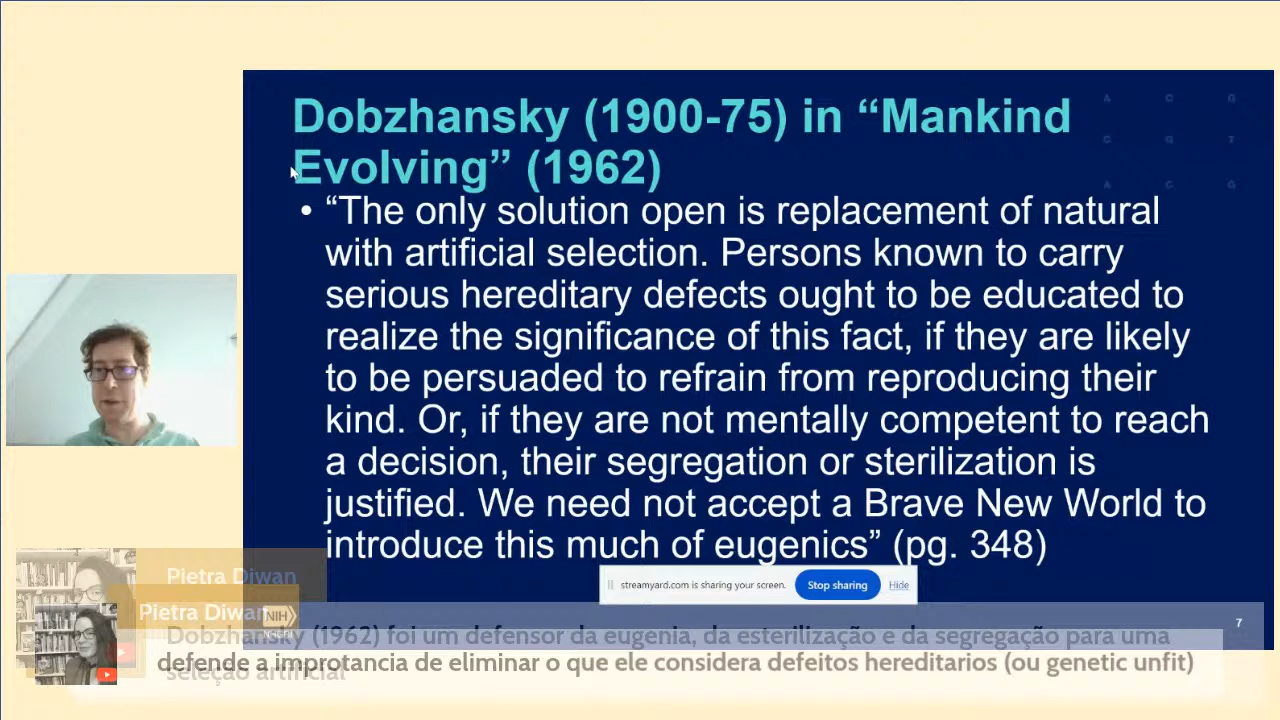 Dobzhansky (1900-75) in “Mankind
Evolving” (1962)
• “The only solution open is replacement of natural
with artificial selection. Persons known to carry
serious hereditary defects ought to be educated to
realize the significance of this fact, if they are likely
to be persuaded to refrain from reproducing their
kind. Or, if they are not mentally competent to reach
a decision, their segregation or sterilization is
justified. We need not accept a Brave New World to
introduce this much of eugenics” (pg. 348)
A C G
C G T
A C G
streamyard.com is sharing your screen. Stop sharing Hide
Pietra Diwan
Pietra Diwan
NIH
7
Dobzhansky (1962) foi um defensor da eugenia, da esterilização e da segregação para uma
seleção artificial
defende a improtancia de eliminar o que ele considera defeitos hereditarios (ou genetic unfit)